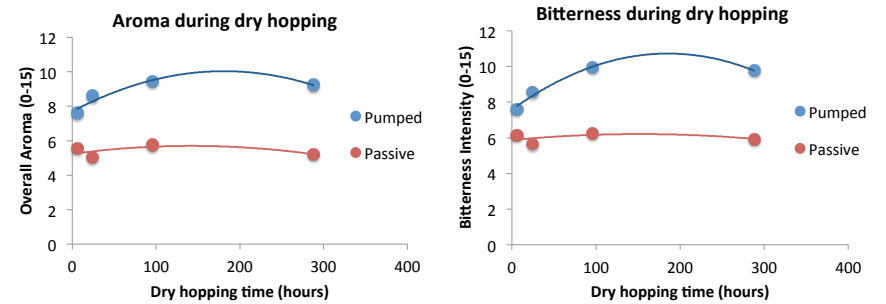 Aroma during dry hopping
12
10
8
6
4
2
0
0 100 200 300 400
Overall Aroma (0-15)
Dry hopping time (hours)
Pumped
Passive
Bitterness during dry hopping
12
10
8
6
4
2
0
0 100 200 300 400
Bitterness Intensity (0-15)
Dry hopping time (hours)
Pumped
Passive